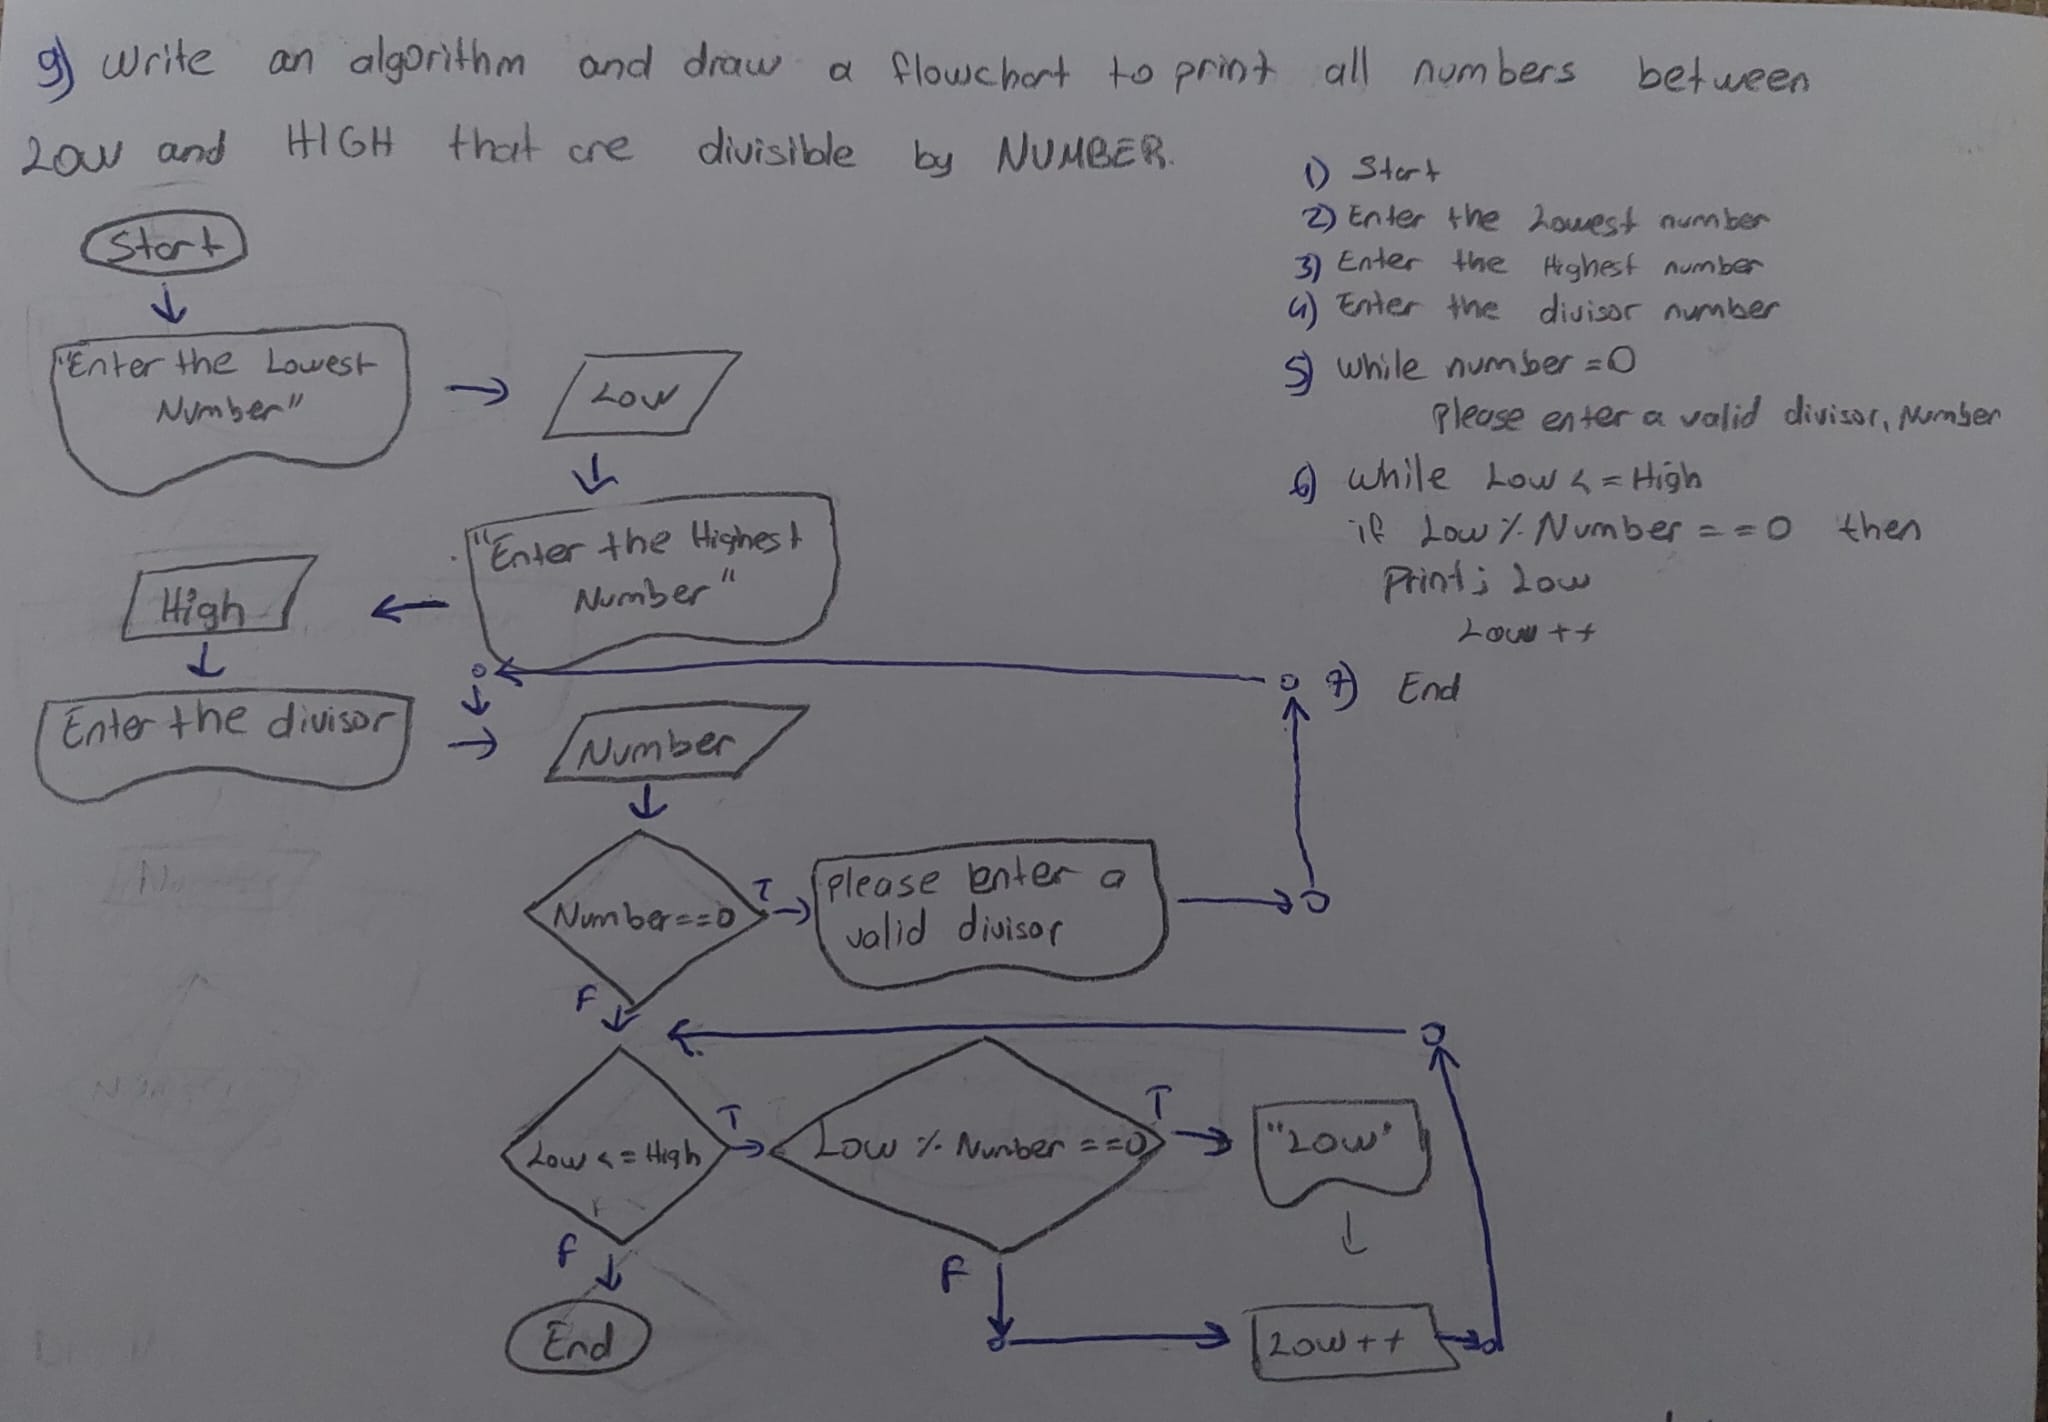 g) Write an algorithm and draw a flowchart to print all numbers between
Low and HIGH that are divisible by NUMBER.
1) Start
2) Enter the Lowest number
3) Enter the Highest number
4) Enter the divisor number
5) while number =0
please enter a valid divisor, Number
6) while Low <= High
if Low % Number ==0 then
Print; Low
Low ++
7) End
Start
"Enter the Lowest
Number"
Low
"Enter the Highest
Number"
High
Enter the divisor
Number
Number==0
T
please enter a
valid divisor
F
Low <= High
T
Low % Number ==0
T
"Low"
F
F
Low++
End